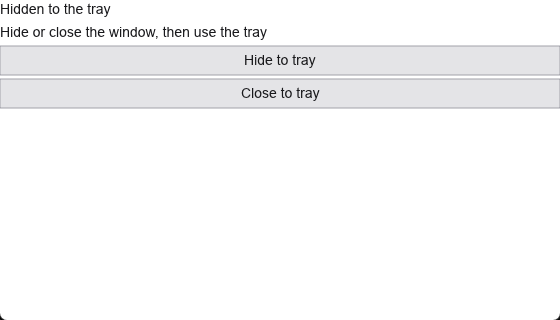 Hidden to the tray
Hide or close the window, then use the tray
Hide to tray
Close to tray